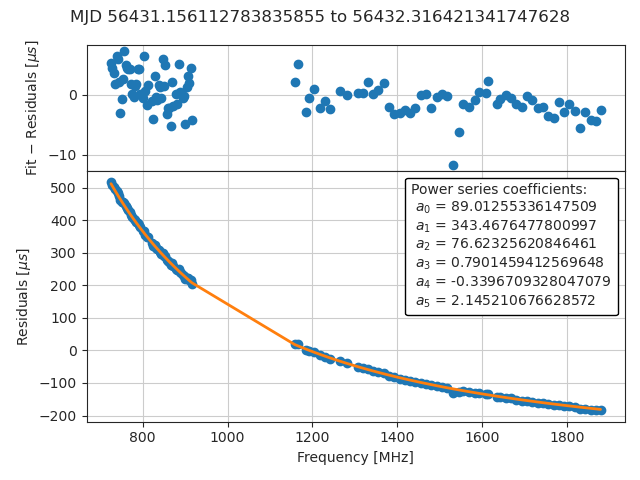 MJD 56431.156112783835855 to 56432.316421341747628
Fit − Residuals [μs]
0
−10
Residuals [μs]
500
400
300
200
100
0
−100
−200
Power series coefficients:
a₀ = 89.01255336147509
a₁ = 343.4676477800997
a₂ = 76.62325620846461
a₃ = 0.7901459412569648
a₄ = -0.3396709328047079
a₅ = 2.145210676628572
800 1000 1200 1400 1600 1800
Frequency [MHz]